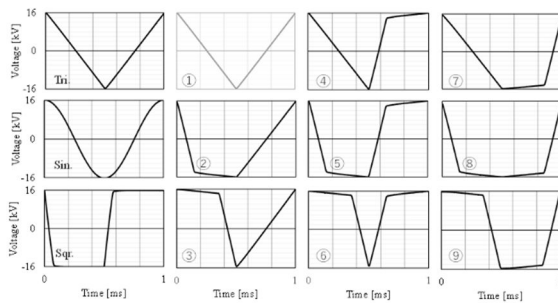 Voltage [kV] 16 0 -16 Tri. ① ④ ⑦
Voltage [kV] 16 0 -16 Sin. ② ⑤ ⑧
Voltage [kV] 16 0 -16 Sqr. ③ ⑥ ⑨
0 1 0 1 0 1 0 1
Time [ms] Time [ms] Time [ms] Time [ms]